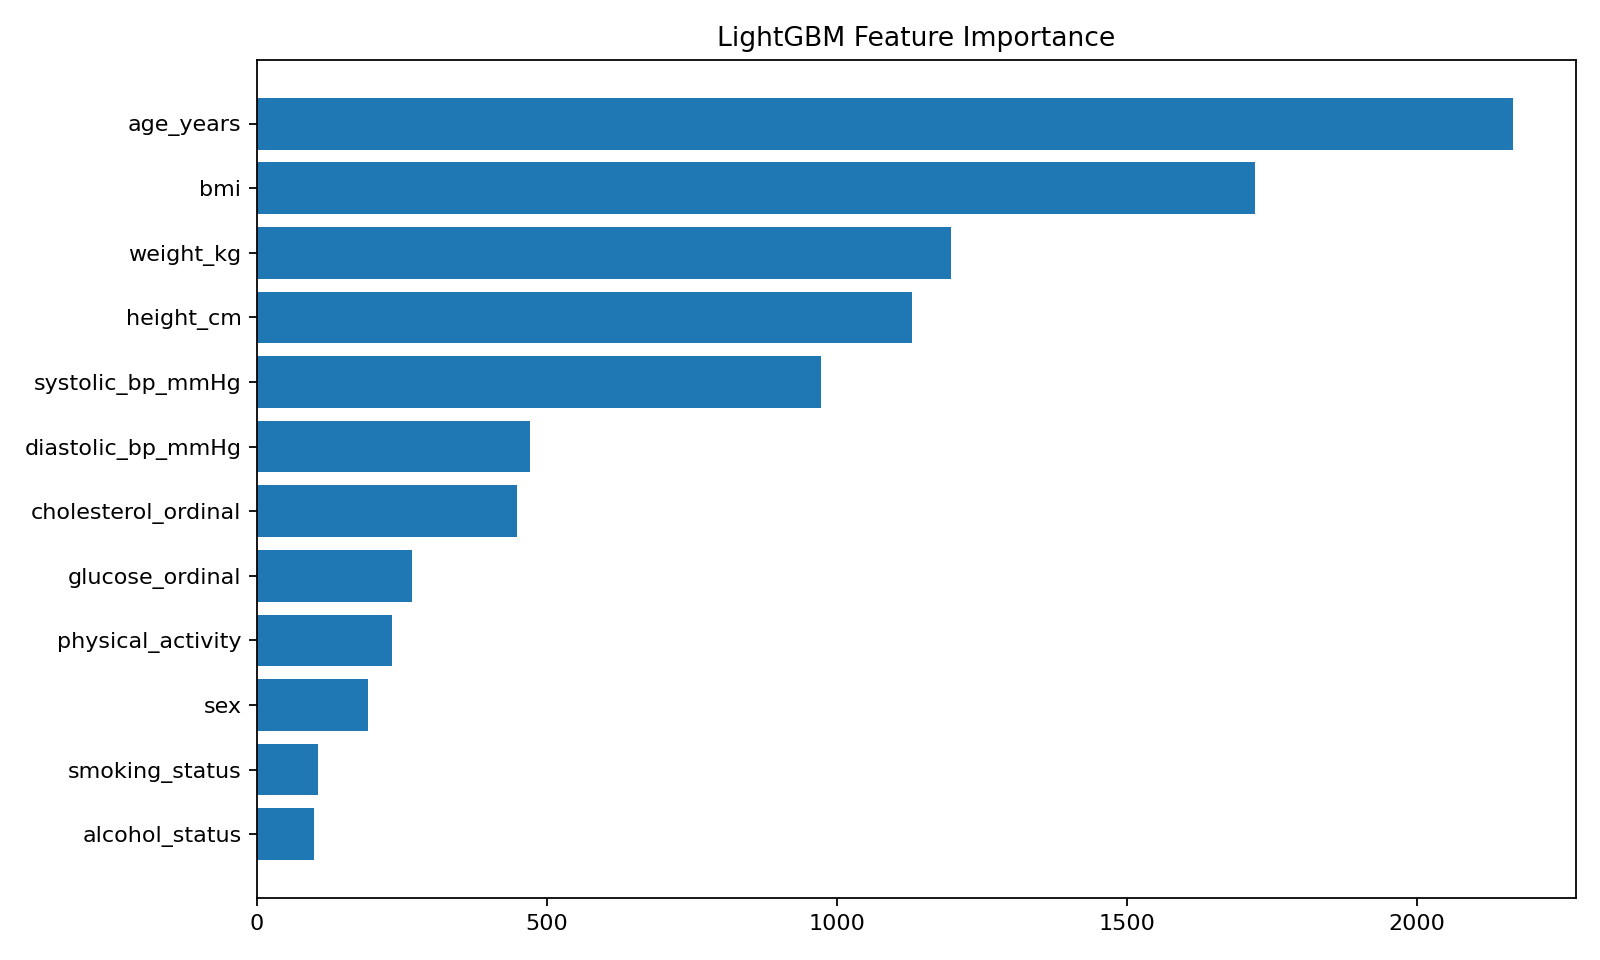 LightGBM Feature Importance
age_years
bmi
weight_kg
height_cm
systolic_bp_mmHg
diastolic_bp_mmHg
cholesterol_ordinal
glucose_ordinal
physical_activity
sex
smoking_status
alcohol_status
0 500 1000 1500 2000